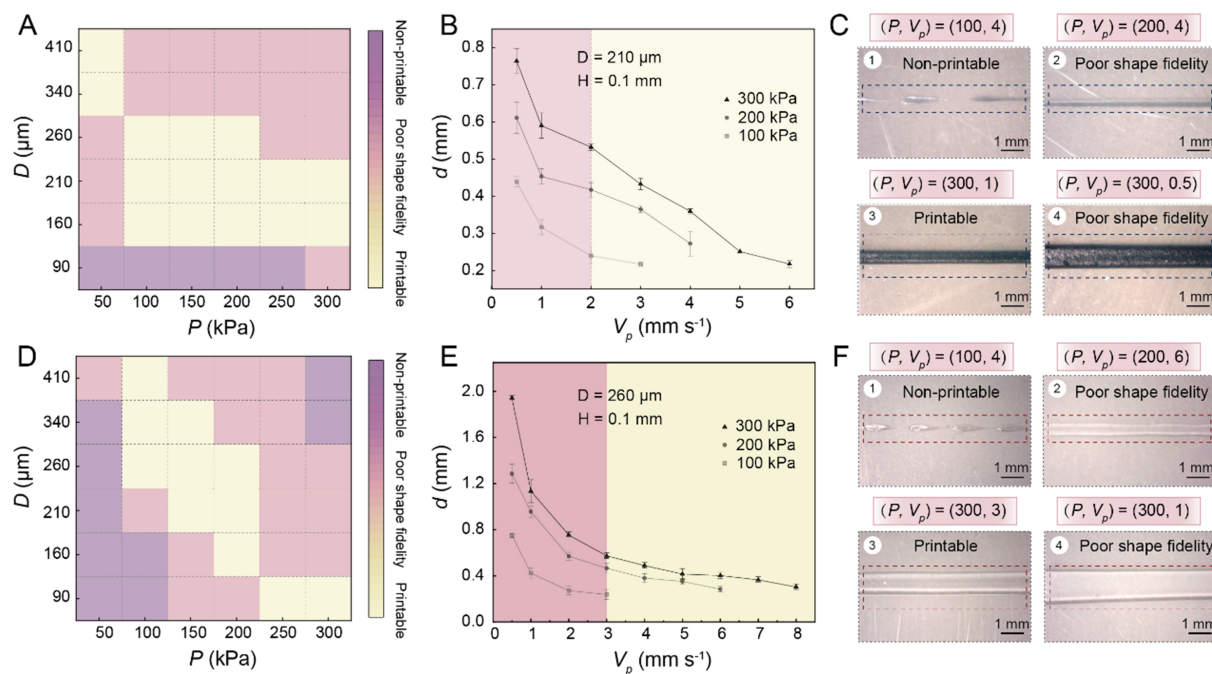 A
410
340
260
210
160
90
D (μm)
50 100 150 200 250 300
P (kPa)
Non-printable
Poor shape fidelity
Printable
B
0.8
0.7
0.6
0.5
0.4
0.3
0.2
d (mm)
D = 210 μm
H = 0.1 mm
300 kPa
200 kPa
100 kPa
0 1 2 3 4 5 6
Vp (mm s⁻¹)
C
(P, Vp) = (100, 4)
1 Non-printable
1 mm
(P, Vp) = (200, 4)
2 Poor shape fidelity
1 mm
(P, Vp) = (300, 1)
3 Printable
1 mm
(P, Vp) = (300, 0.5)
4 Poor shape fidelity
1 mm
D
410
340
260
210
160
90
D (μm)
50 100 150 200 250 300
P (kPa)
Non-printable
Poor shape fidelity
Printable
E
2.0
1.6
1.2
0.8
0.4
0.0
d (mm)
D = 260 μm
H = 0.1 mm
300 kPa
200 kPa
100 kPa
0 1 2 3 4 5 6 7 8
Vp (mm s⁻¹)
F
(P, Vp) = (100, 4)
1 Non-printable
1 mm
(P, Vp) = (200, 6)
2 Poor shape fidelity
1 mm
(P, Vp) = (300, 3)
3 Printable
1 mm
(P, Vp) = (300, 1)
4 Poor shape fidelity
1 mm